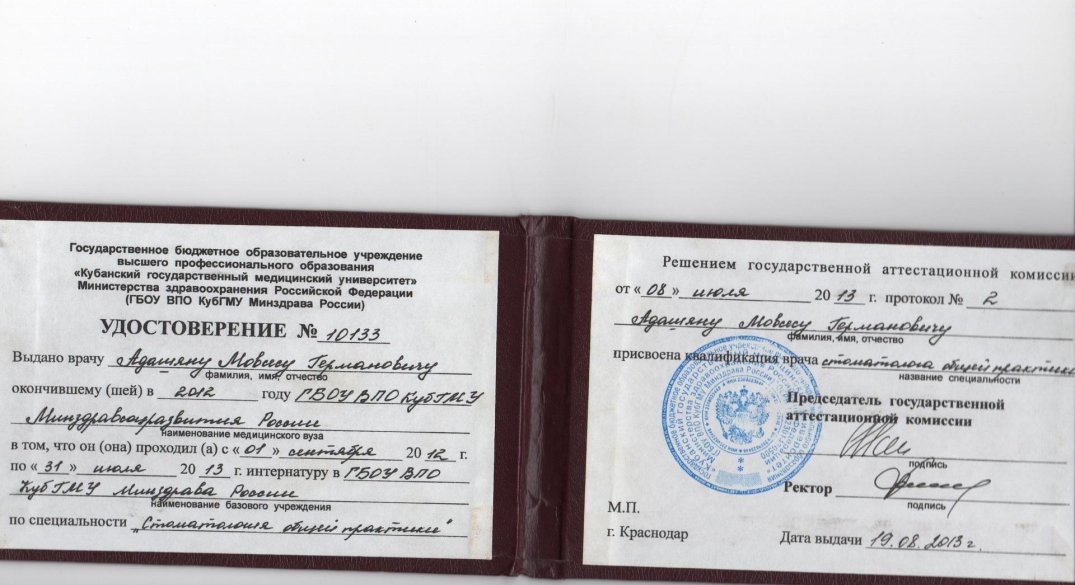 Государственное бюджетное образовательное учреждение
высшего профессионального образования
«Кубанский государственный медицинский университет»
Министерства здравоохранения Российской Федерации
(ГБОУ ВПО КубГМУ Минздрава России)
УДОСТОВЕРЕНИЕ № 10133
Выдано врачу Адашяну Мовсесу Германовичу
фамилия, имя, отчество
окончившему (шей) в 2012 году ГБОУ ВПО КубГМУ
Минздравсоцразвития России
наименование медицинского вуза
в том, что он (она) проходил (а) с « 01 » сентября 2012 г.
по « 31 » июля 2013 г. интернатуру в ГБОУ ВПО
КубГМУ Минздрава России
наименование базового учреждения
по специальности „Стоматология общей практики"
Решением государственной аттестационной комиссии
от « 08 » июля 2013 г. протокол № 2
Адашяну Мовсесу Германовичу
фамилия, имя, отчество
присвоена квалификация врача стоматолога общей практики
название специальности
Председатель государственной
аттестационной комиссии
подпись
Ректор
подпись
М.П.
г. Краснодар Дата выдачи 19.08.2013г.